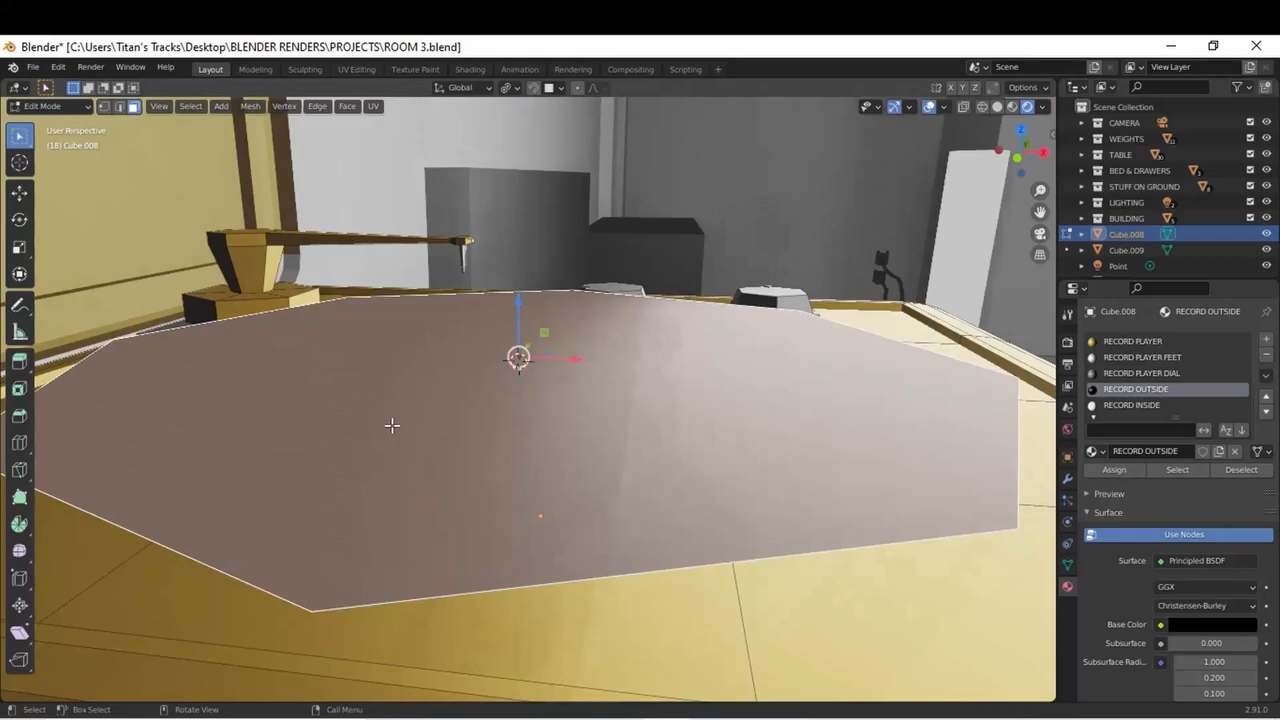 Blender* [C:\Users\Titan's Tracks\Desktop\BLENDER RENDERS\PROJECTS\ROOM 3.blend]
File Edit Render Window Help Layout Modeling Sculpting UV Editing Texture Paint Shading Animation Rendering Compositing Scripting + Scene View Layer
Edit Mode View Select Add Mesh Vertex Edge Face UV Global X Y Z Options
User Perspective
(18) Cube.008
Scene Collection
CAMERA
WEIGHTS
TABLE
BED & DRAWERS
STUFF ON GROUND
LIGHTING
BUILDING
Cube.008
Cube.009
Point
Cube.008 RECORD OUTSIDE
RECORD PLAYER
RECORD PLAYER FEET
RECORD PLAYER DIAL
RECORD OUTSIDE
RECORD INSIDE
RECORD OUTSIDE
Assign Select Deselect
Preview
Surface
Use Nodes
Surface Principled BSDF
GGX
Christensen-Burley
Base Color
Subsurface 0.000
Subsurface Radi... 1.000
0.200
0.100
Select Box Select Rotate View Call Menu 2.91.0